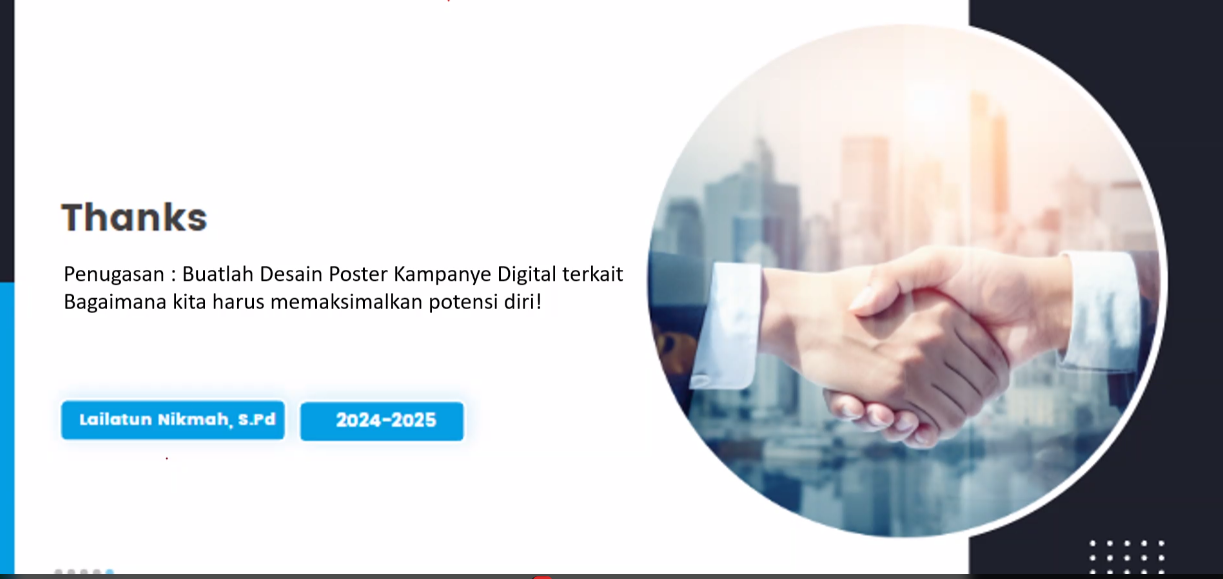 Thanks
Penugasan : Buatlah Desain Poster Kampanye Digital terkait
Bagaimana kita harus memaksimalkan potensi diri!
Lailatun Nikmah, S.Pd
2024-2025